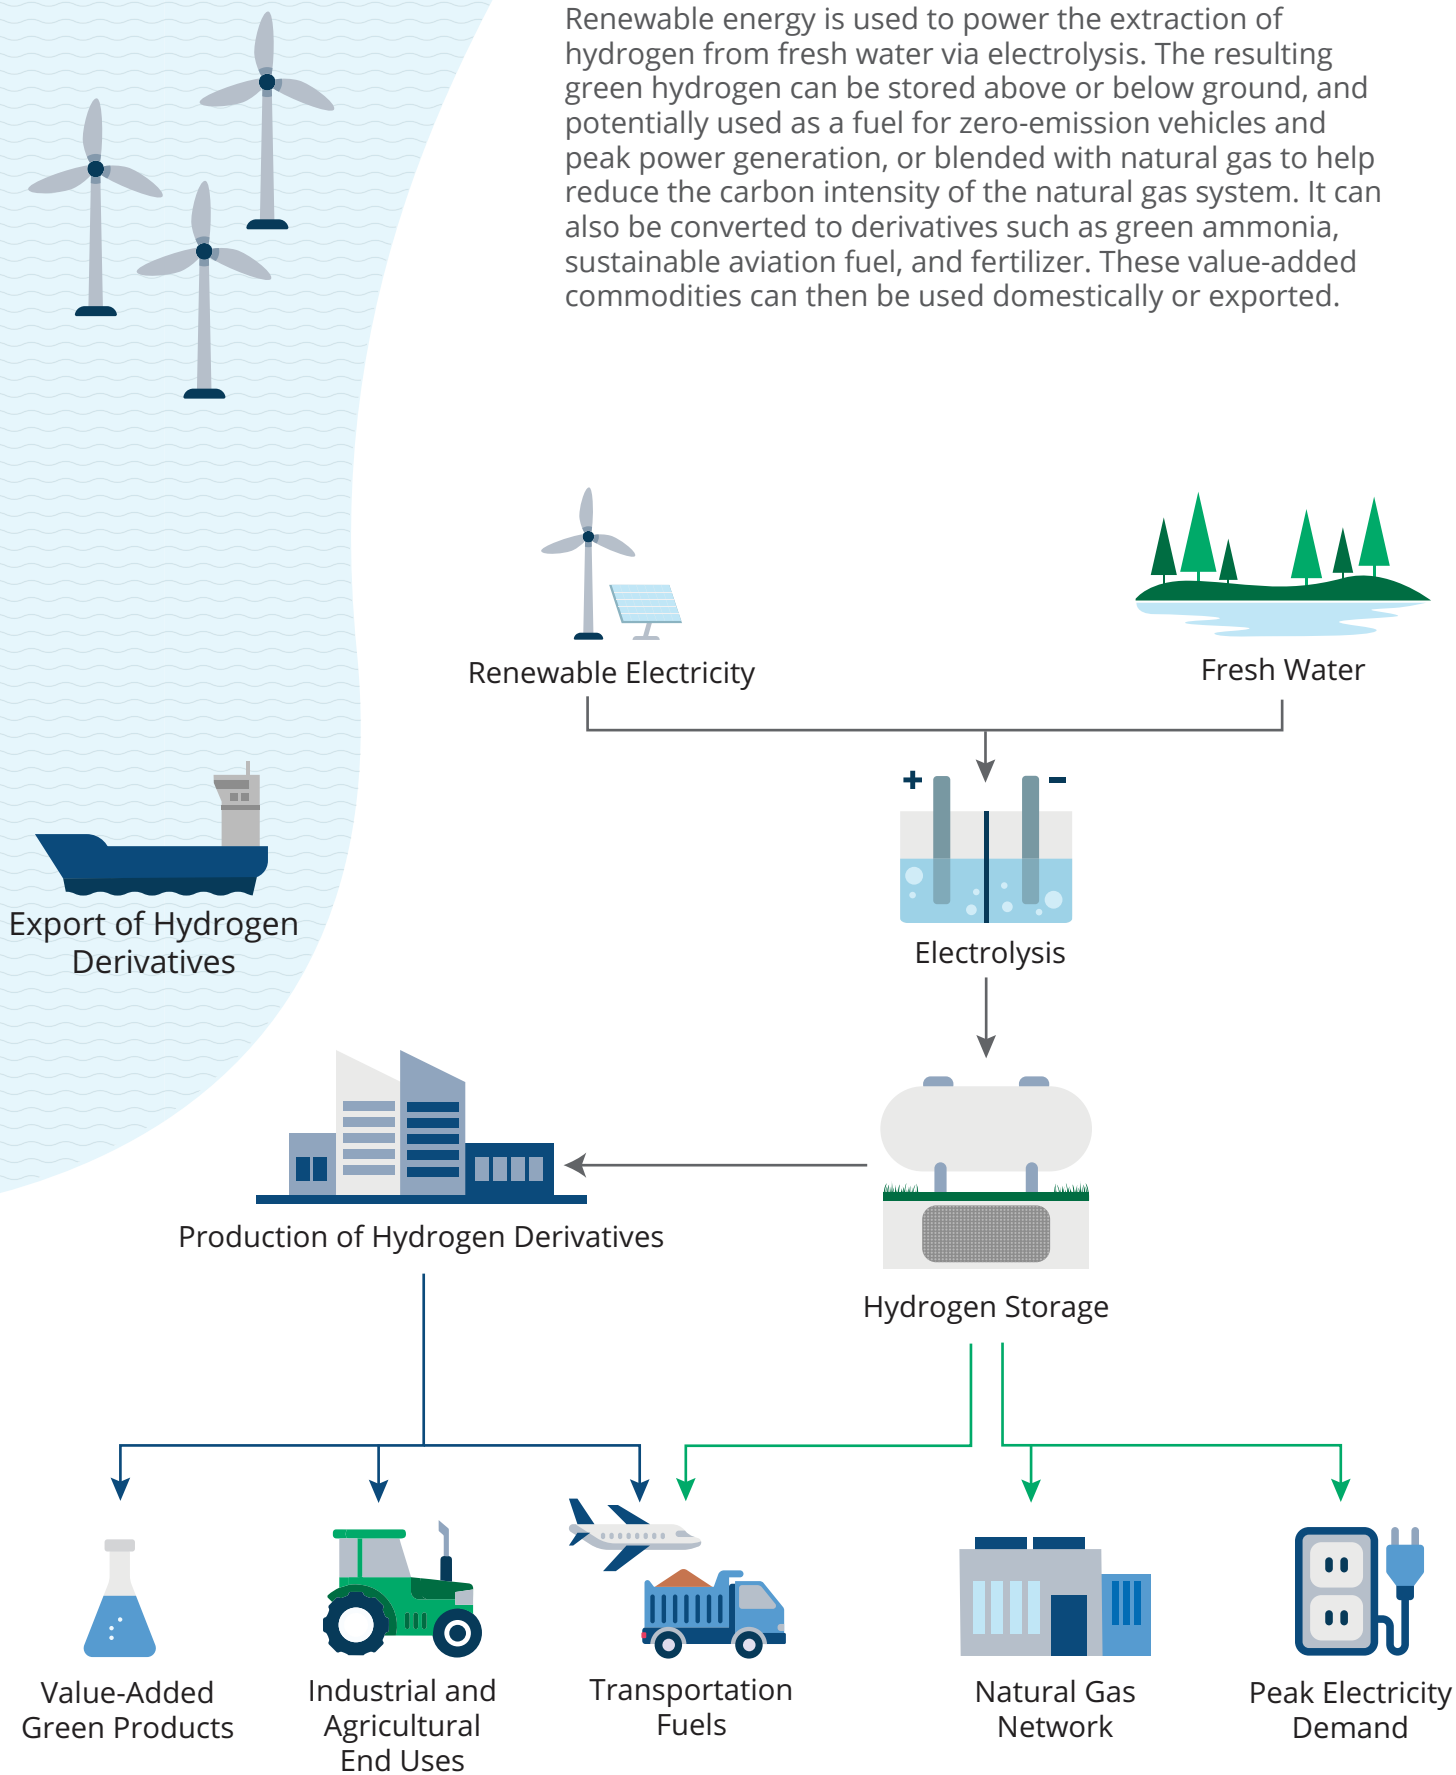 Renewable energy is used to power the extraction of
hydrogen from fresh water via electrolysis. The resulting
green hydrogen can be stored above or below ground, and
potentially used as a fuel for zero-emission vehicles and
peak power generation, or blended with natural gas to help
reduce the carbon intensity of the natural gas system. It can
also be converted to derivatives such as green ammonia,
sustainable aviation fuel, and fertilizer. These value-added
commodities can then be used domestically or exported.
Renewable Electricity
Fresh Water
+ −
Electrolysis
Export of Hydrogen
Derivatives
Production of Hydrogen Derivatives
Hydrogen Storage
Value-Added
Green Products
Industrial and
Agricultural
End Uses
Transportation
Fuels
Natural Gas
Network
Peak Electricity
Demand